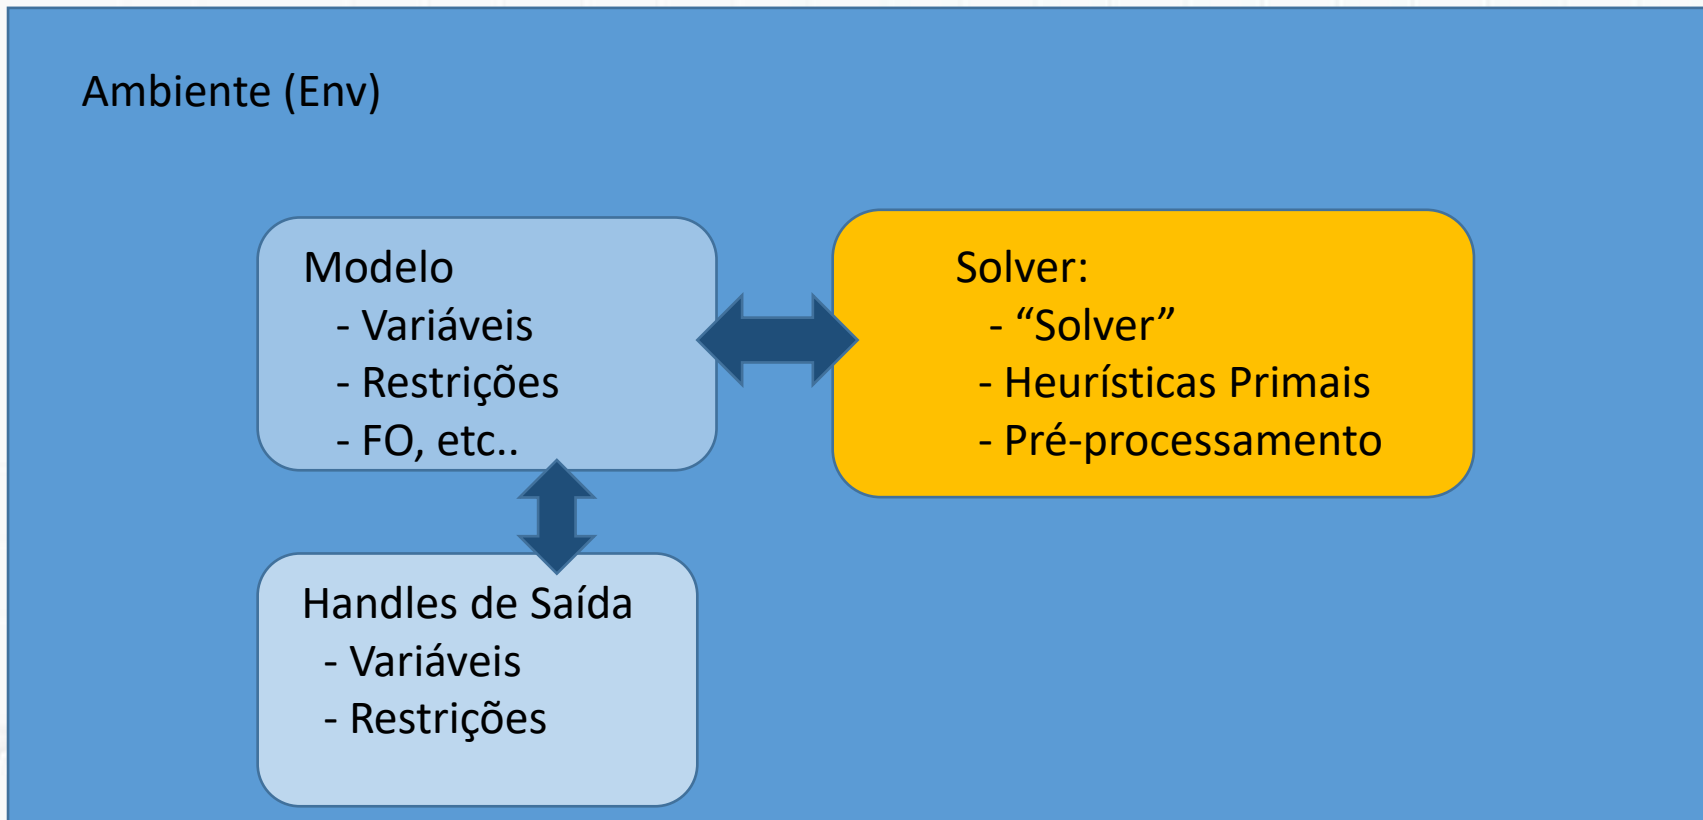 Ambiente (Env)
Modelo
- Variáveis
- Restrições
- FO, etc..
Solver:
- “Solver”
- Heurísticas Primais
- Pré-processamento
Handles de Saída
- Variáveis
- Restrições